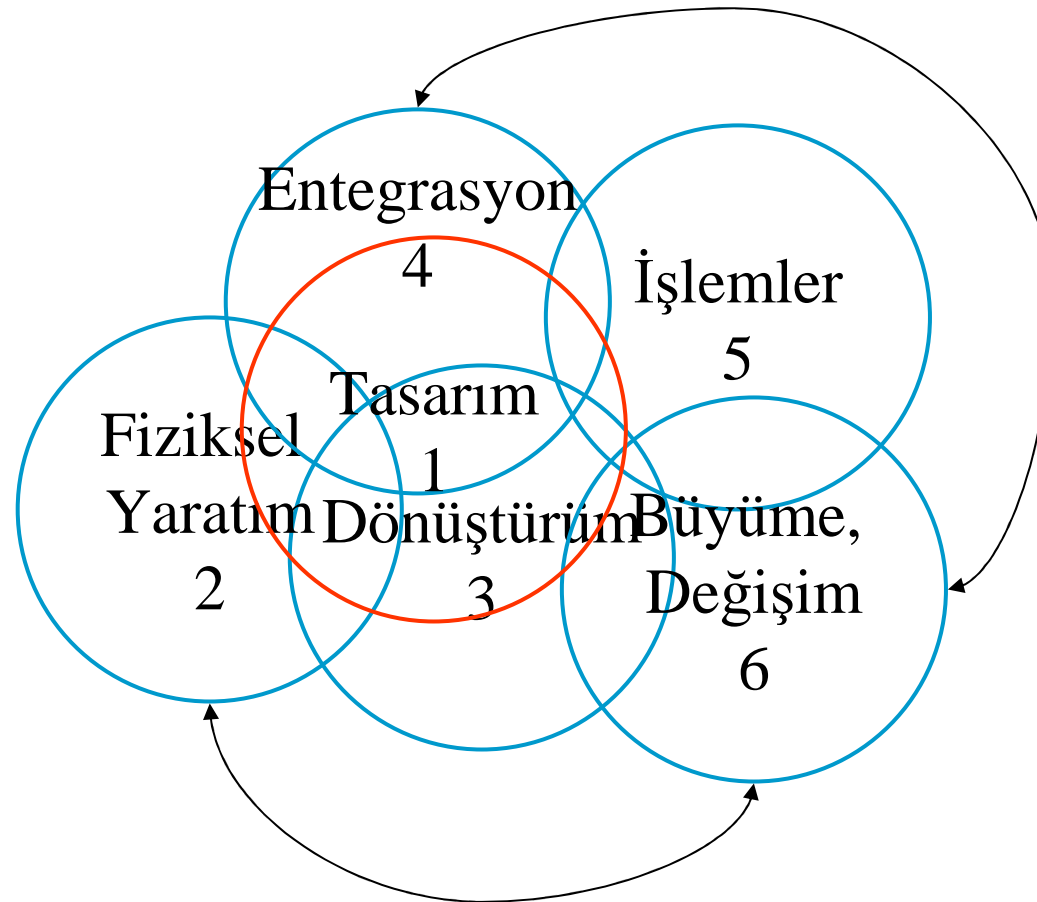 Entegrasyon
4
İşlemler
5
Tasarım
1
Fiziksel
Yaratım
2
Dönüştürüm
3
Büyüme,
Değişim
6